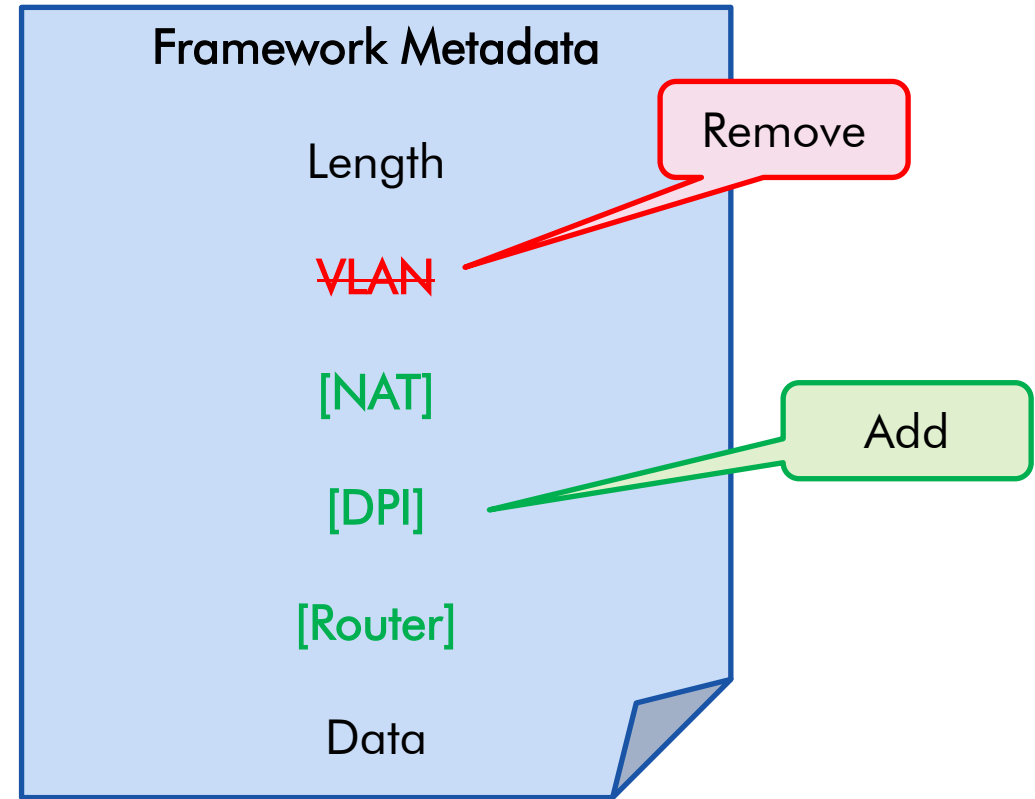 Framework Metadata
Remove
Length
VLAN
[NAT]
Add
[DPI]
[Router]
Data